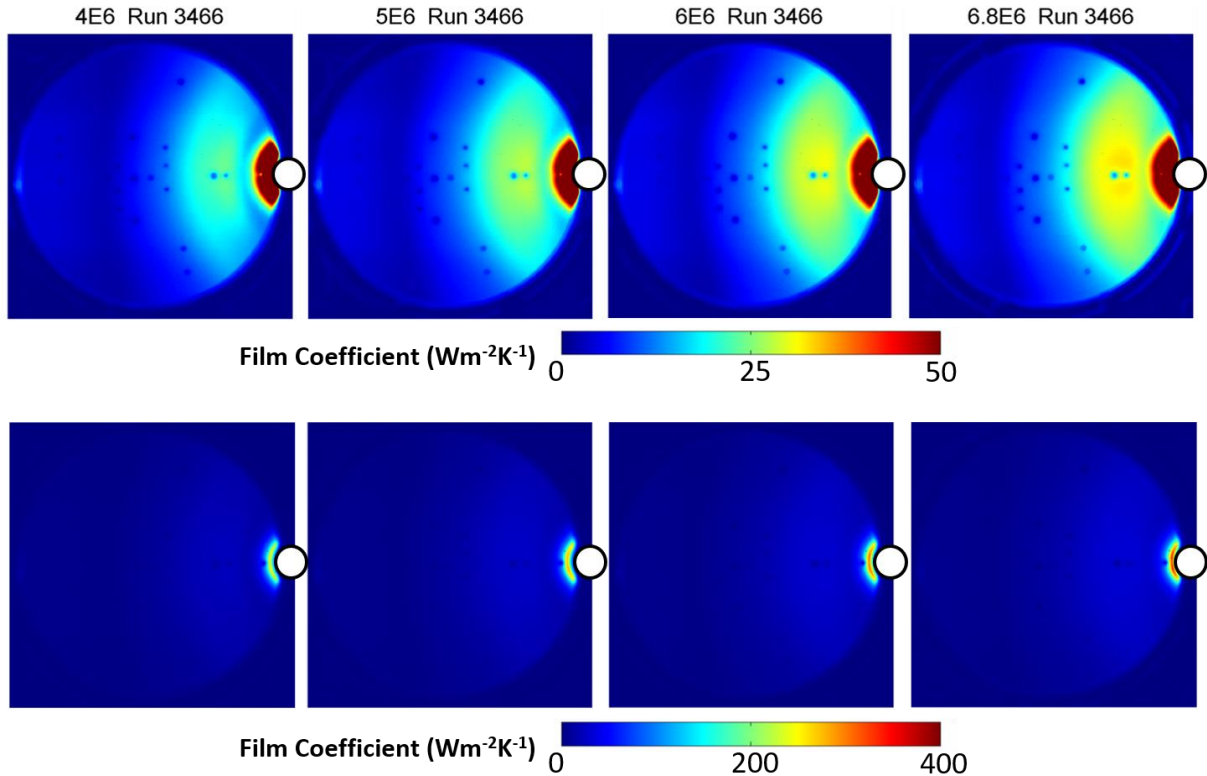 4E6 Run 3466
5E6 Run 3466
6E6 Run 3466
6.8E6 Run 3466
Film Coefficient (Wm⁻²K⁻¹)
0
25
50
Film Coefficient (Wm⁻²K⁻¹)
0
200
400